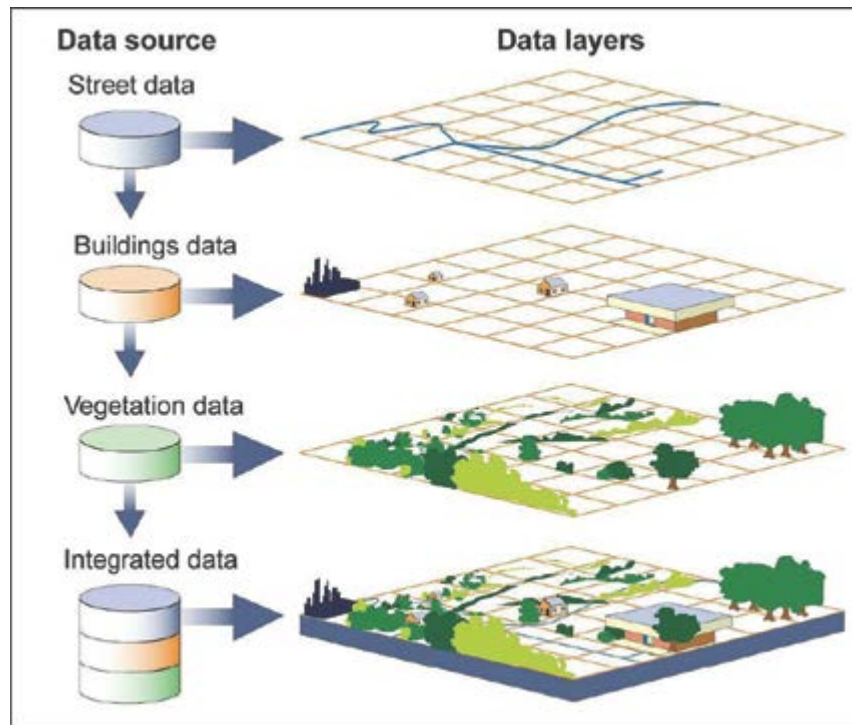 Data source
Data layers
Street data
Buildings data
Vegetation data
Integrated data